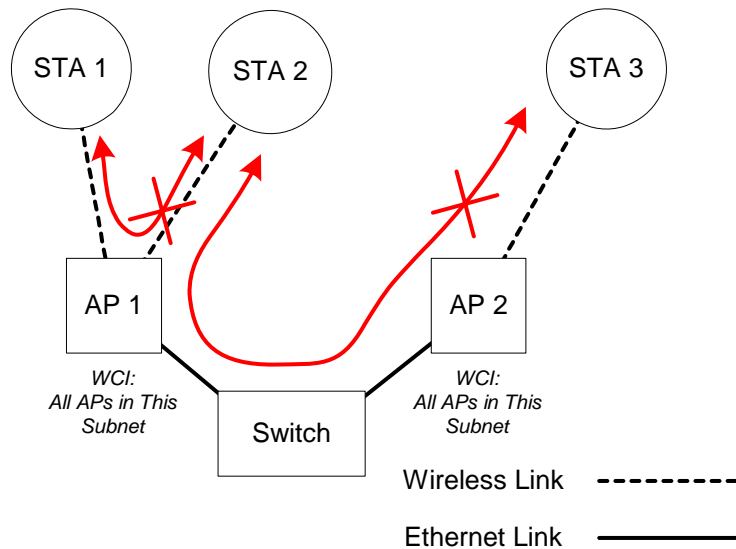 STA 1
STA 2
STA 3
AP 1
AP 2
WCI:
All APs in This
Subnet
WCI:
All APs in This
Subnet
Switch
Wireless Link
Ethernet Link